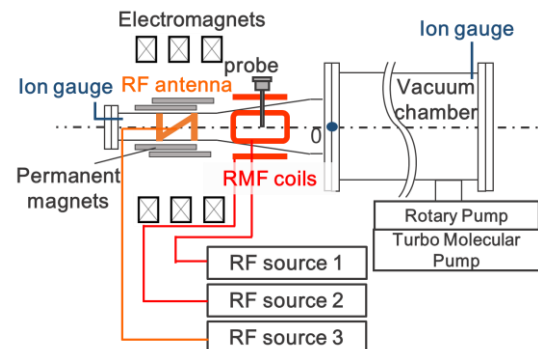 Electromagnets
Ion gauge
RF antenna
probe
Ion gauge
Vacuum
chamber
0
Permanent
magnets
RMF coils
Rotary Pump
Turbo Molecular
Pump
RF source 1
RF source 2
RF source 3